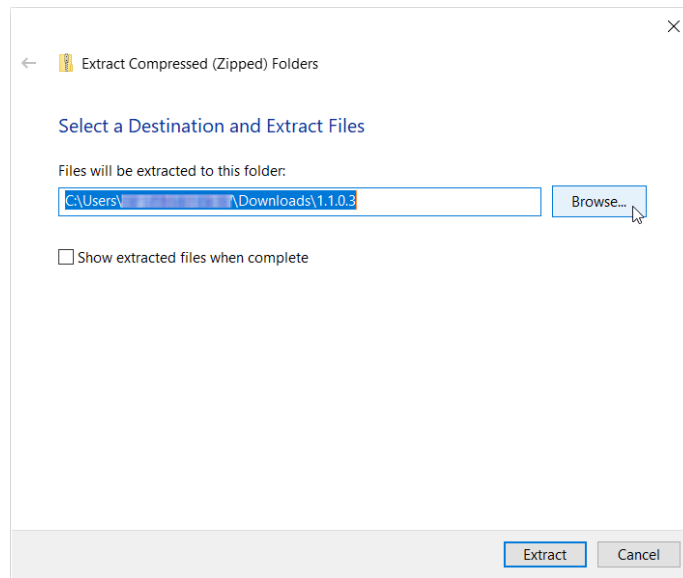 Extract Compressed (Zipped) Folders
Select a Destination and Extract Files
Files will be extracted to this folder:
C:\Users\ \Downloads\1.1.0.3
Browse...
Show extracted files when complete
Extract
Cancel